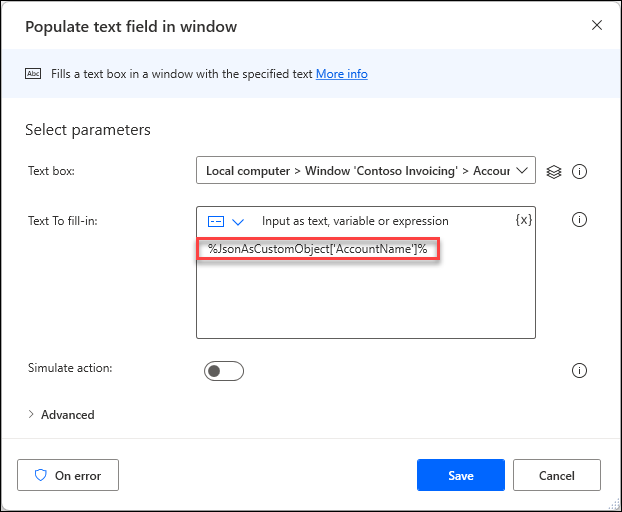 Populate text field in window
Abc Fills a text box in a window with the specified text More info
Select parameters
Text box: Local computer > Window 'Contoso Invoicing' > Accour
Text To fill-in: Input as text, variable or expression {x}
%JsonAsCustomObject['AccountName']%
Simulate action:
Advanced
On error Save Cancel